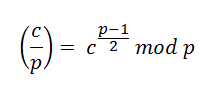 (c/p) = c^((p-1)/2) mod p